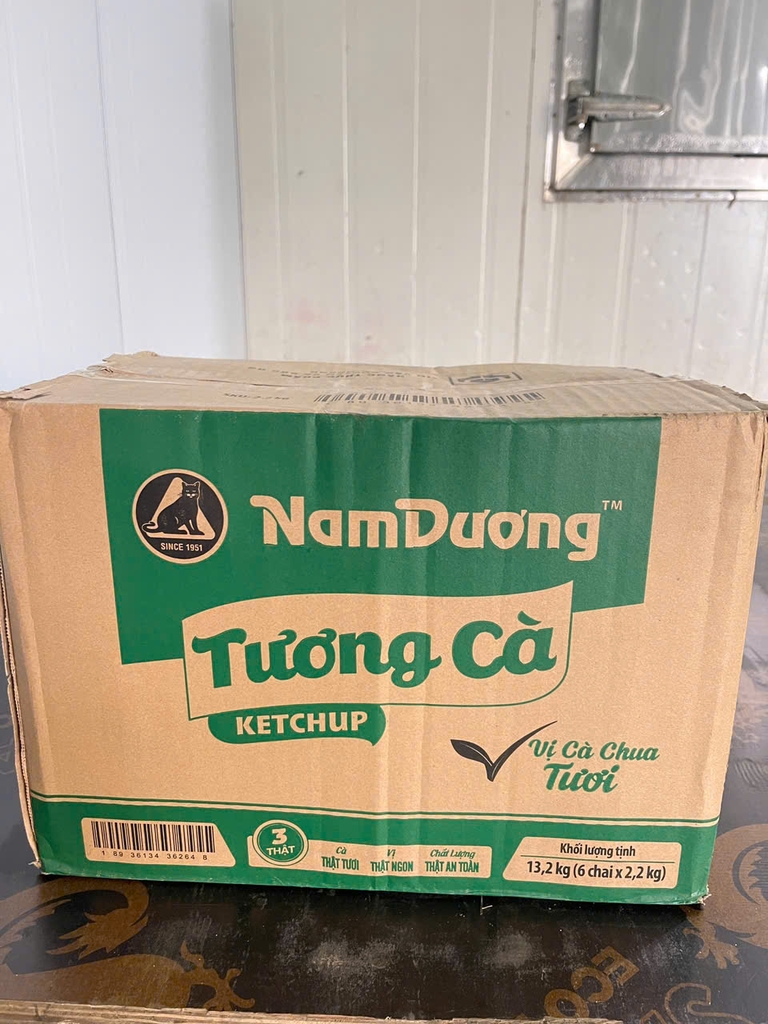 SINCE 1951
NamDương™
Tương Cà
KETCHUP
Vị Cà Chua
Tươi
1 89 36134 36264 8
3
THẬT
Cà
THẬT TƯƠI
Vị
THẬT NGON
Chất Lượng
THẬT AN TOÀN
Khối lượng tịnh
13,2 kg (6 chai x 2,2 kg)
ECO